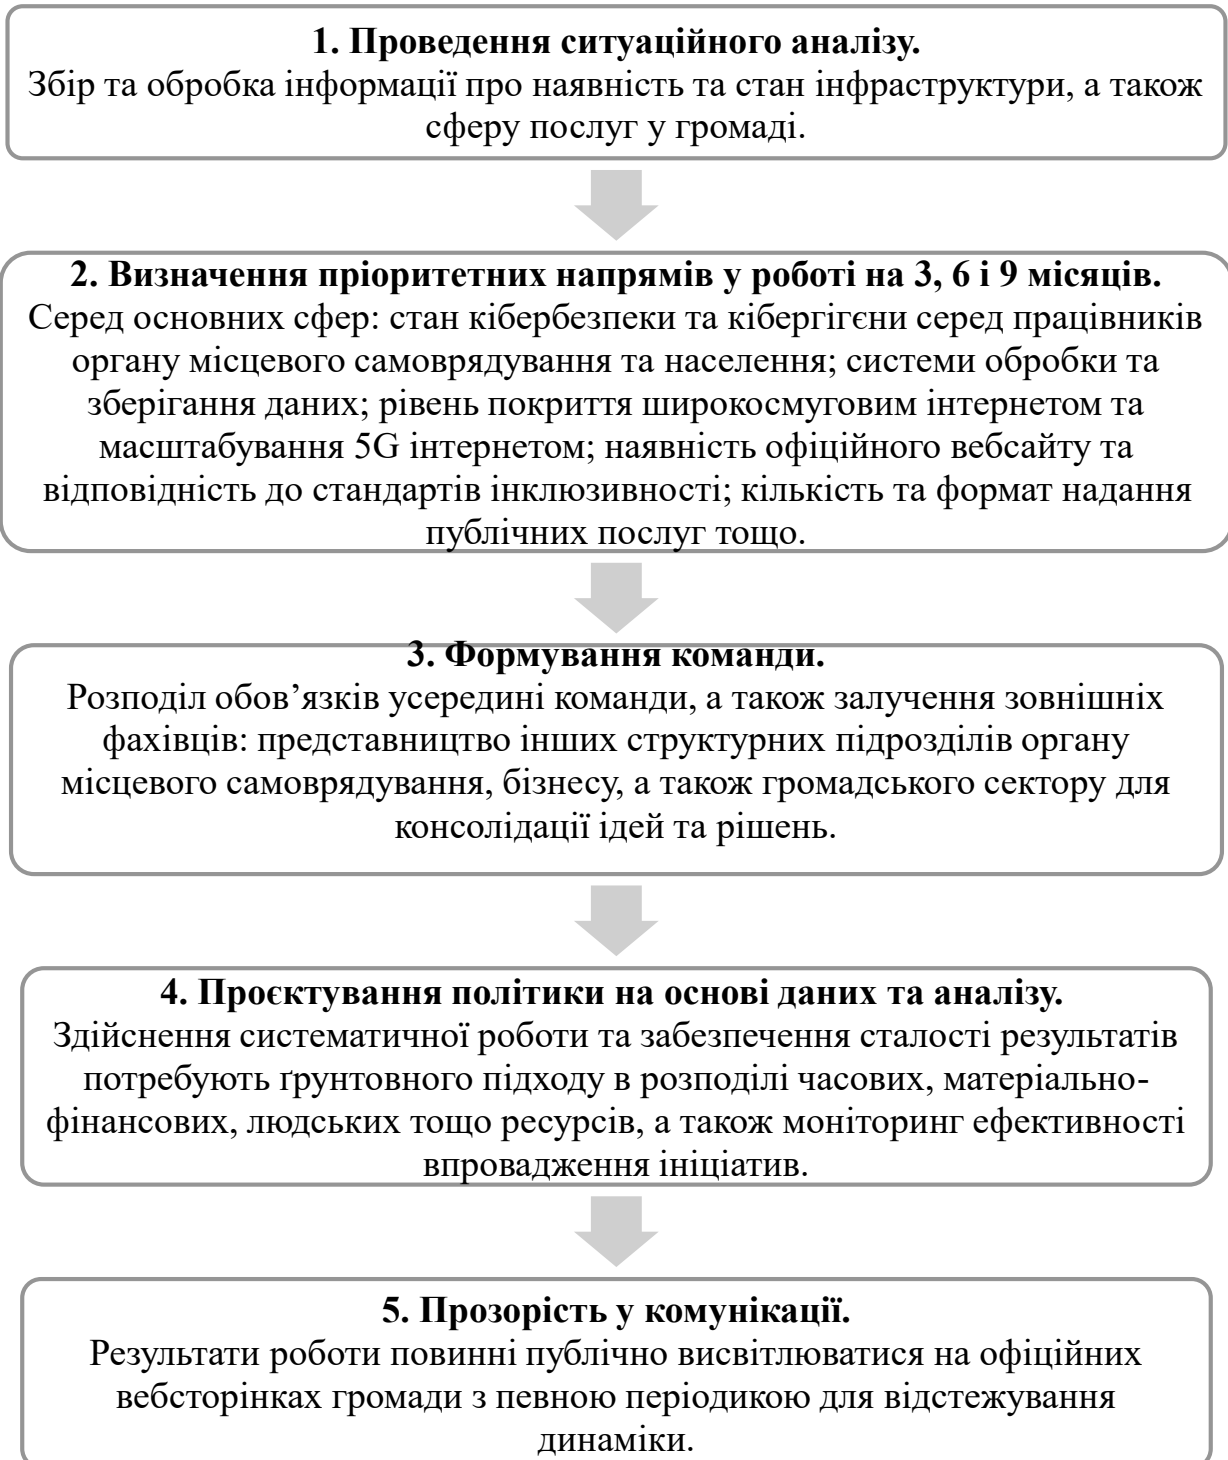 1. Проведення ситуаційного аналізу.
Збір та обробка інформації про наявність та стан інфраструктури, а також
сферу послуг у громаді.
2. Визначення пріоритетних напрямів у роботі на 3, 6 і 9 місяців.
Серед основних сфер: стан кібербезпеки та кібергігєни серед працівників
органу місцевого самоврядування та населення; системи обробки та
зберігання даних; рівень покриття широкосмуговим інтернетом та
масштабування 5G інтернетом; наявність офіційного вебсайту та
відповідність до стандартів інклюзивності; кількість та формат надання
публічних послуг тощо.
3. Формування команди.
Розподіл обов’язків усередині команди, а також залучення зовнішніх
фахівців: представництво інших структурних підрозділів органу
місцевого самоврядування, бізнесу, а також громадського сектору для
консолідації ідей та рішень.
4. Проєктування політики на основі даних та аналізу.
Здійснення систематичної роботи та забезпечення сталості результатів
потребують ґрунтовного підходу в розподілі часових, матеріально-
фінансових, людських тощо ресурсів, а також моніторинг ефективності
впровадження ініціатив.
5. Прозорість у комунікації.
Результати роботи повинні публічно висвітлюватися на офіційних
вебсторінках громади з певною періодикою для відстежування
динаміки.